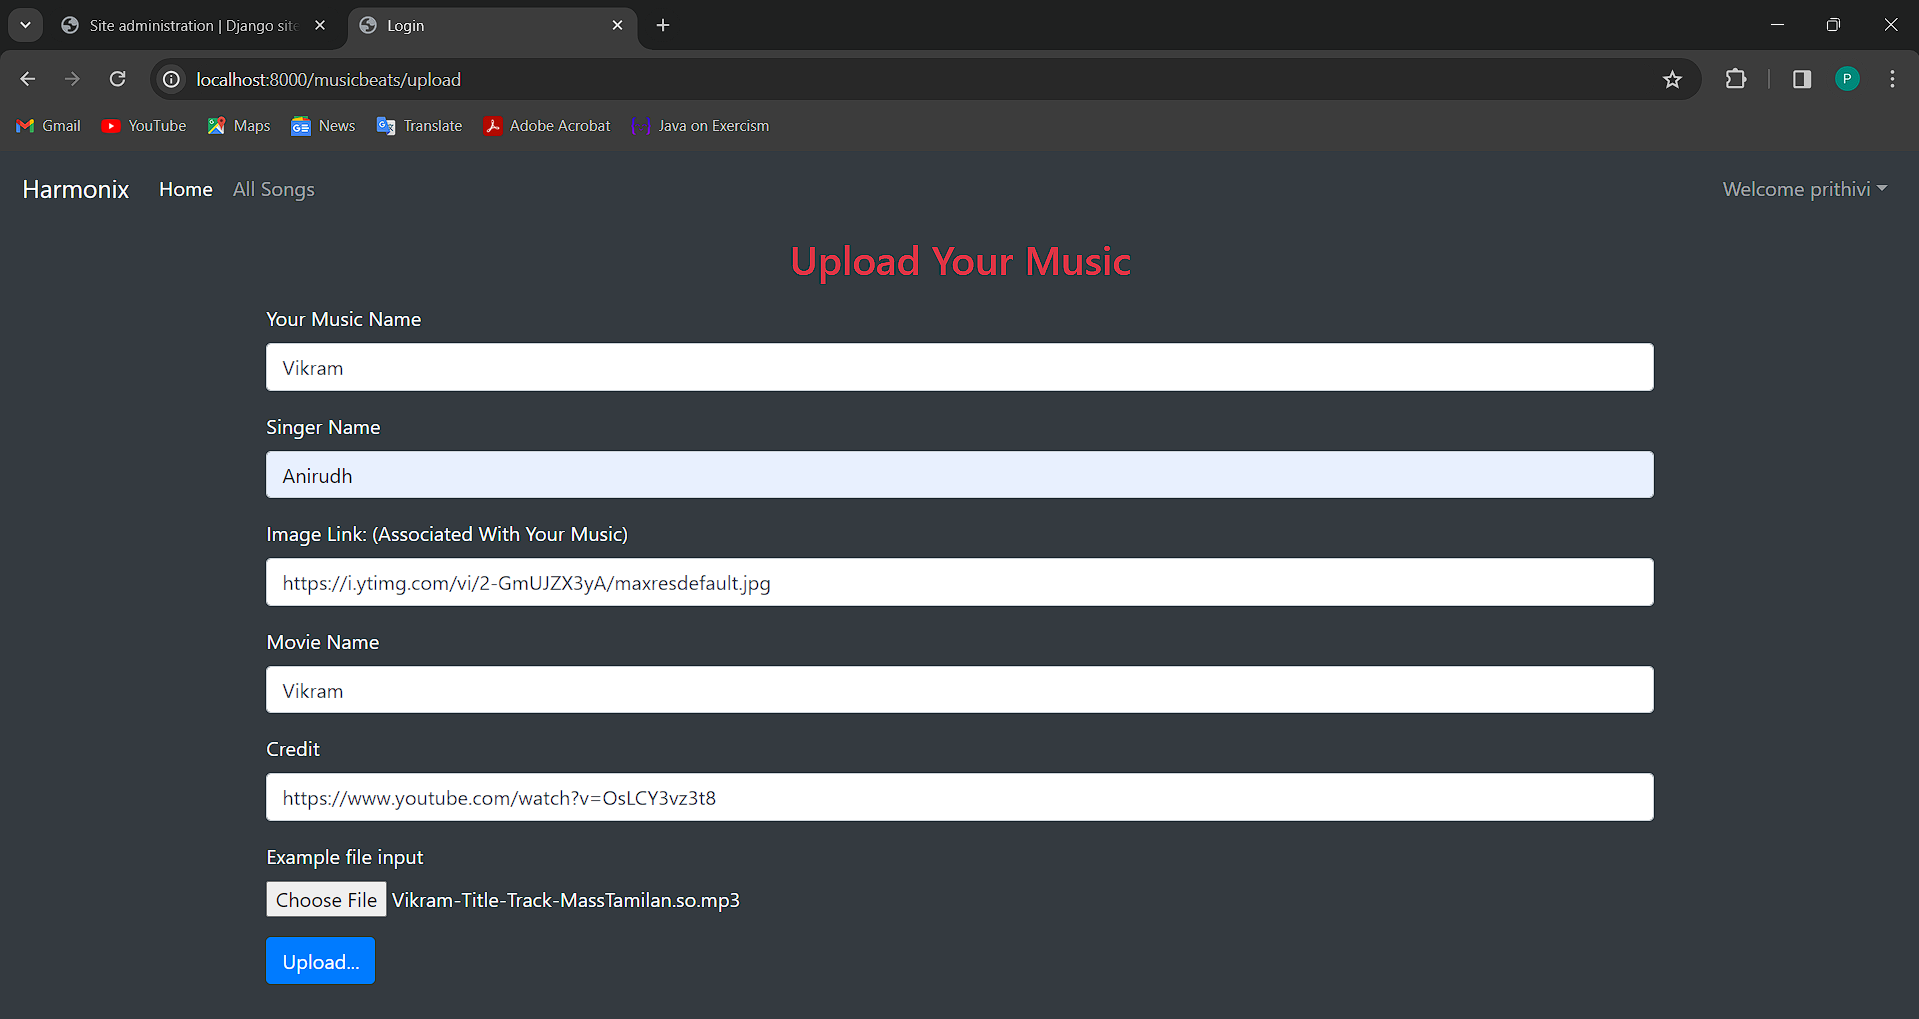 Site administration | Django site
Login
localhost:8000/musicbeats/upload
P
Gmail YouTube Maps News Translate Adobe Acrobat Java on Exercism
Harmonix Home All Songs Welcome prithivi
Upload Your Music
Your Music Name
Vikram
Singer Name
Anirudh
Image Link: (Associated With Your Music)
https://i.ytimg.com/vi/2-GmUJZX3yA/maxresdefault.jpg
Movie Name
Vikram
Credit
https://www.youtube.com/watch?v=OsLCY3vz3t8
Example file input
Choose File Vikram-Title-Track-MassTamilan.so.mp3
Upload...